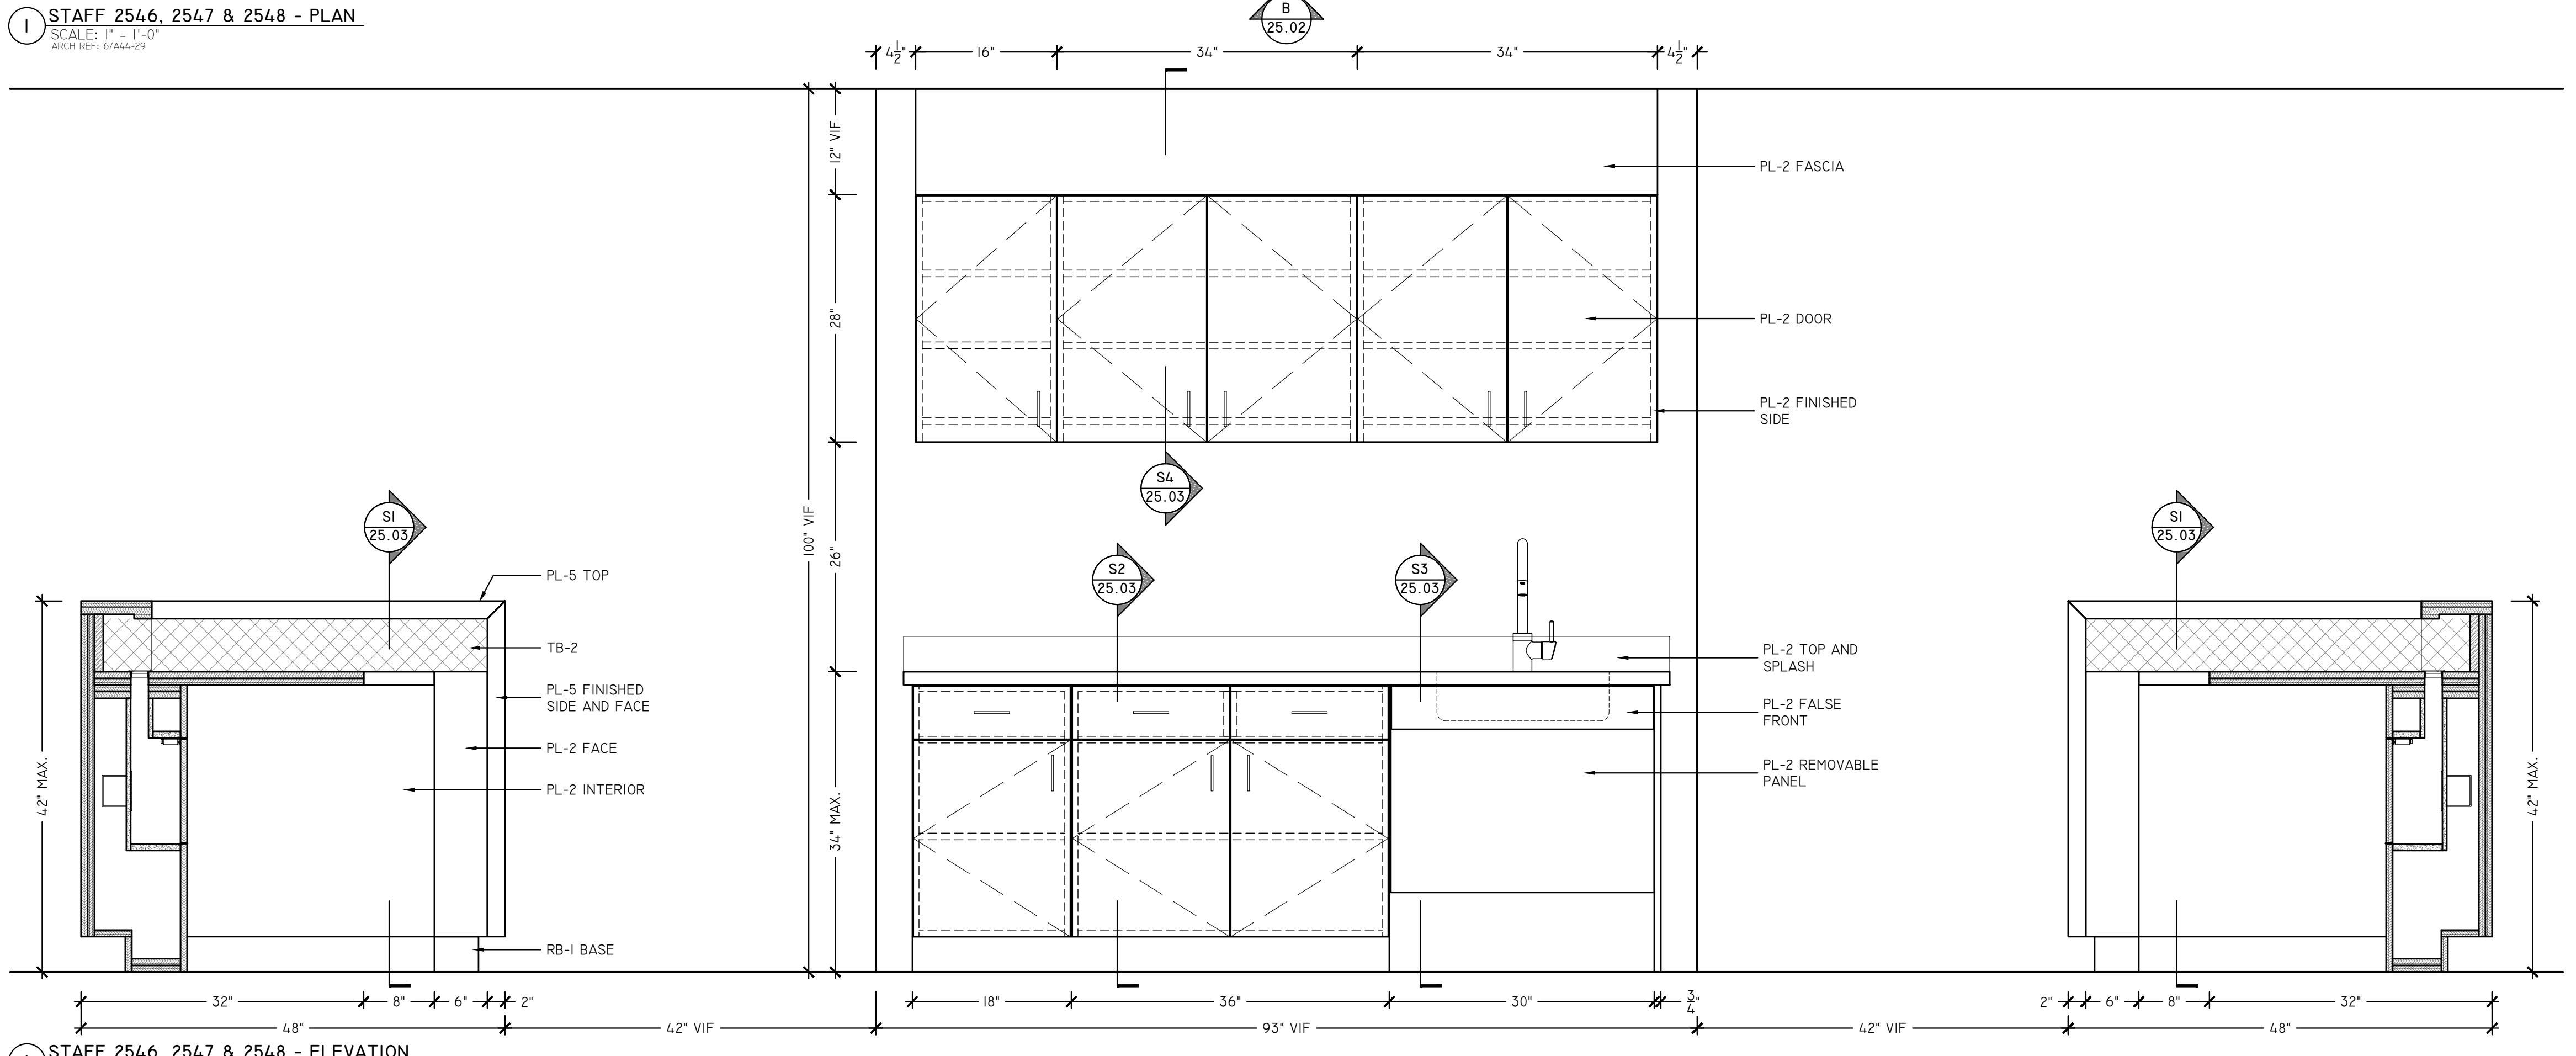 1
STAFF 2546, 2547 & 2548 - PLAN
SCALE: 1" = 1'-0"
ARCH REF: 6/A44-29
B
25.02
4 1/2"
16"
34"
34"
4 1/2"
12" VIF
PL-2 FASCIA
28"
PL-2 DOOR
PL-2 FINISHED
SIDE
S4
25.03
100" VIF
26"
S1
25.03
S1
25.03
S2
25.03
S3
25.03
PL-5 TOP
TB-2
PL-5 FINISHED
SIDE AND FACE
PL-2 FACE
PL-2 INTERIOR
RB-1 BASE
PL-2 TOP AND
SPLASH
PL-2 FALSE
FRONT
PL-2 REMOVABLE
PANEL
42" MAX.
34" MAX.
42" MAX.
32"
8"
6"
2"
18"
36"
30"
3/4"
2"
6"
8"
32"
48"
42" VIF
93" VIF
42" VIF
48"
STAFF 2546, 2547 & 2548 - ELEVATION